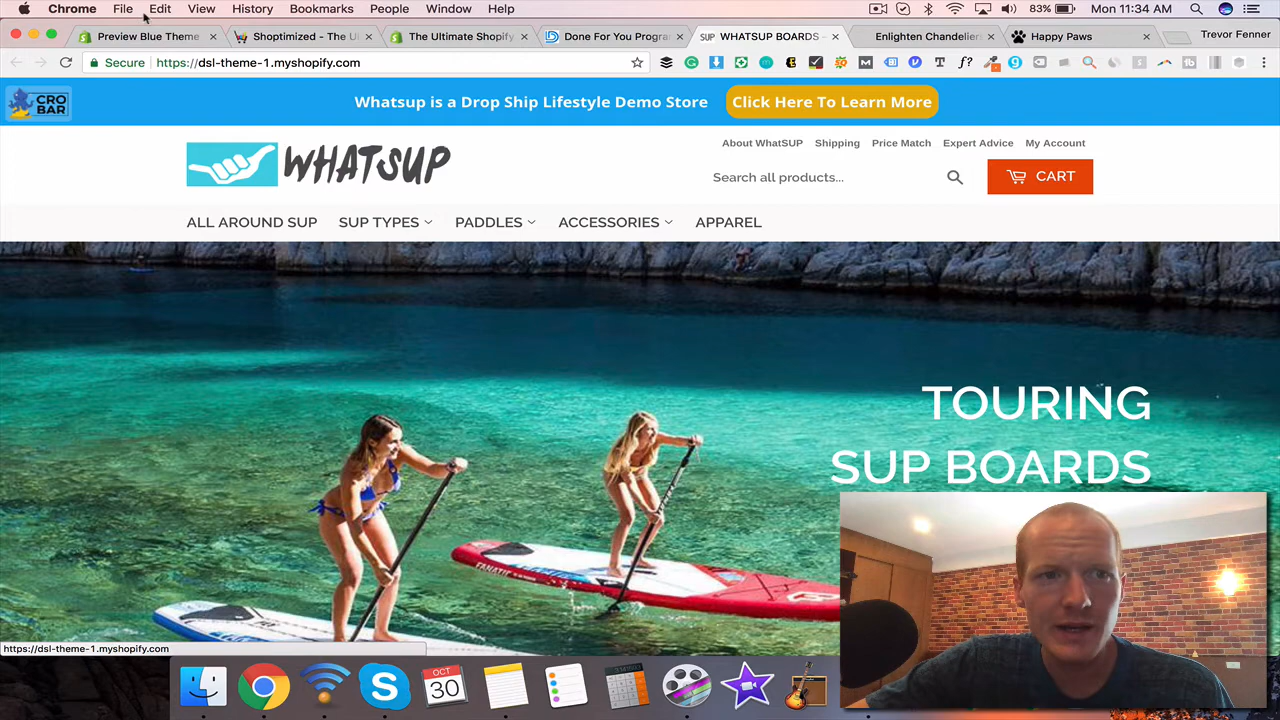 Chrome File Edit View History Bookmarks People Window Help 83% Mon 11:34 AM
Preview Blue Theme × Shoptimized - The Ul × The Ultimate Shopify × Done For You Progra × WHATSUP BOARDS - × Enlighten Chandeliers × Happy Paws × Trevor Fenner
Secure https://dsl-theme-1.myshopify.com
CRO BAR
Whatsup is a Drop Ship Lifestyle Demo Store Click Here To Learn More
About WhatSUP Shipping Price Match Expert Advice My Account
WHATSUP
Search all products...
CART
ALL AROUND SUP SUP TYPES PADDLES ACCESSORIES APPAREL
TOURING
SUP BOARDS
FANATIC
https://dsl-theme-1.myshopify.com
OCT
30